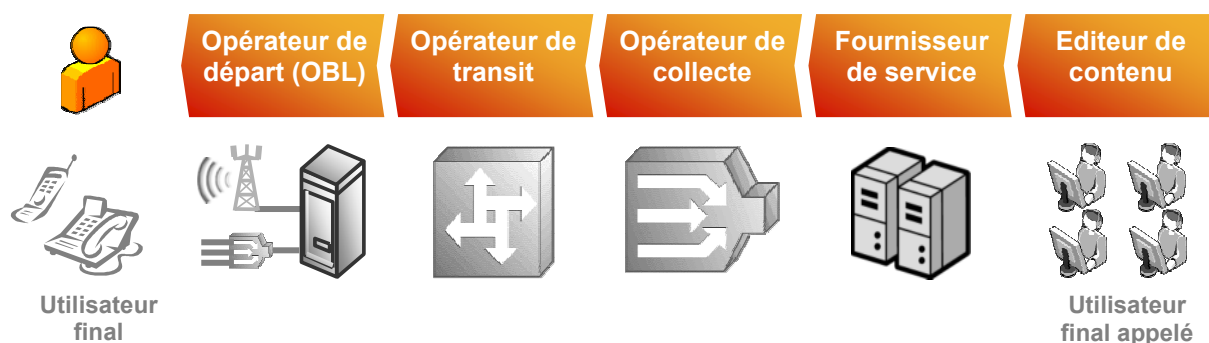 Opérateur de
départ (OBL)
Opérateur de
transit
Opérateur de
collecte
Fournisseur
de service
Editeur de
contenu
Utilisateur
final
Utilisateur
final appelé